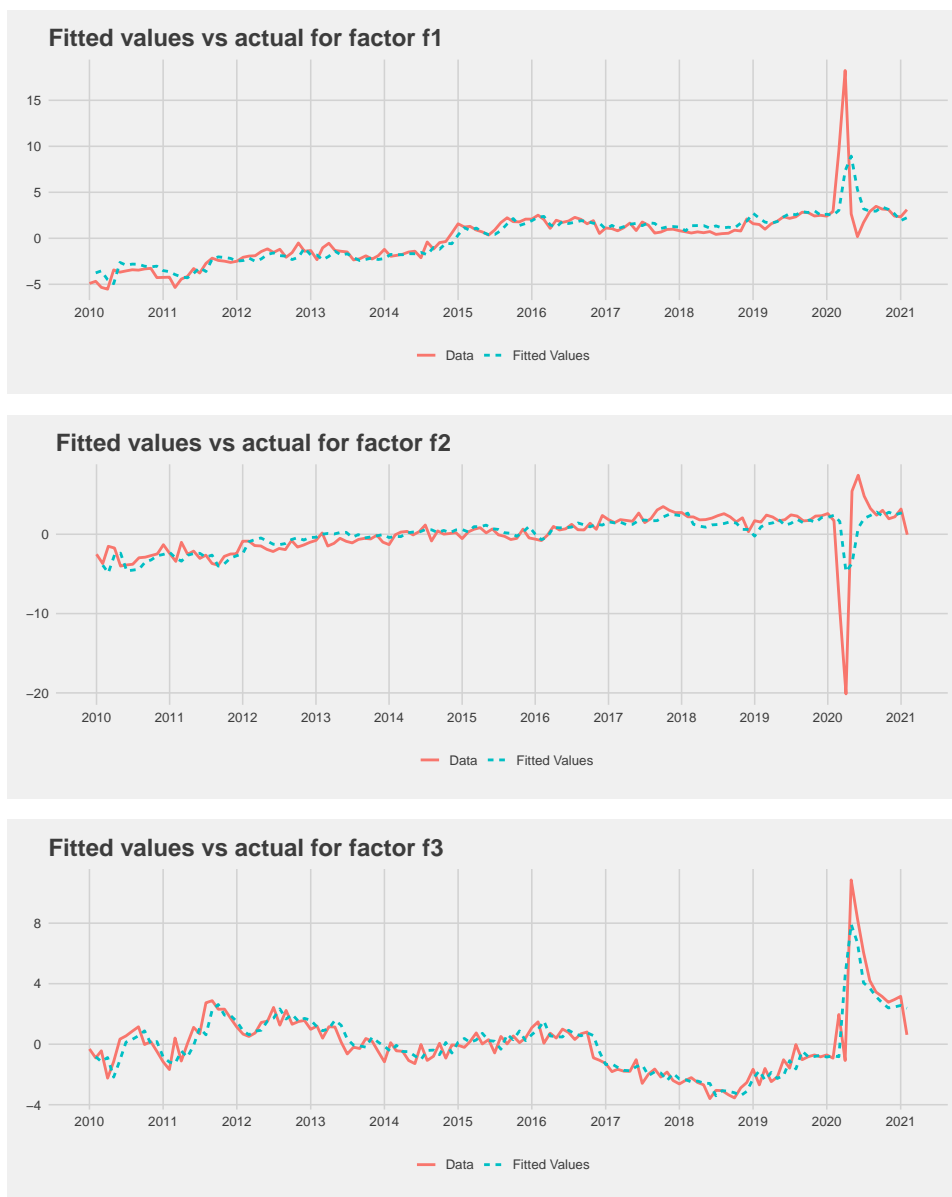 Fitted values vs actual for factor f1
15
10
5
0
−5
2010 2011 2012 2013 2014 2015 2016 2017 2018 2019 2020 2021
Data Fitted Values
Fitted values vs actual for factor f2
0
−10
−20
2010 2011 2012 2013 2014 2015 2016 2017 2018 2019 2020 2021
Data Fitted Values
Fitted values vs actual for factor f3
8
4
0
−4
2010 2011 2012 2013 2014 2015 2016 2017 2018 2019 2020 2021
Data Fitted Values